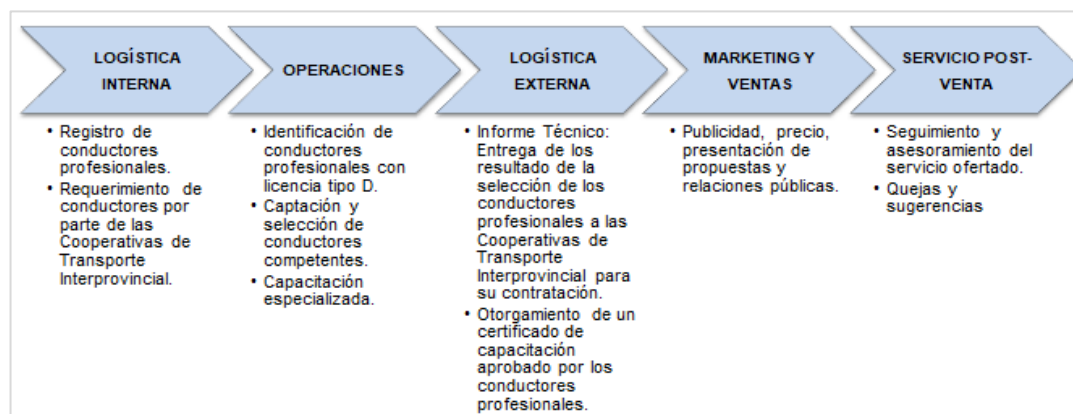 LOGÍSTICA
INTERNA
OPERACIONES
LOGÍSTICA
EXTERNA
MARKETING Y
VENTAS
SERVICIO POST-
VENTA
• Registro de
conductores
profesionales.
• Requerimiento de
conductores por
parte de las
Cooperativas de
Transporte
Interprovincial.
• Identificación de
conductores
profesionales con
licencia tipo D.
• Captación y
selección de
conductores
competentes.
• Capacitación
especializada.
• Informe Técnico:
Entrega de los
resultado de la
selección de los
conductores
profesionales a las
Cooperativas de
Transporte
Interprovincial para
su contratación.
• Otorgamiento de un
certificado de
capacitación
aprobado por los
conductores
profesionales.
• Publicidad, precio,
presentación de
propuestas y
relaciones públicas.
• Seguimiento y
asesoramiento del
servicio ofertado.
• Quejas y
sugerencias